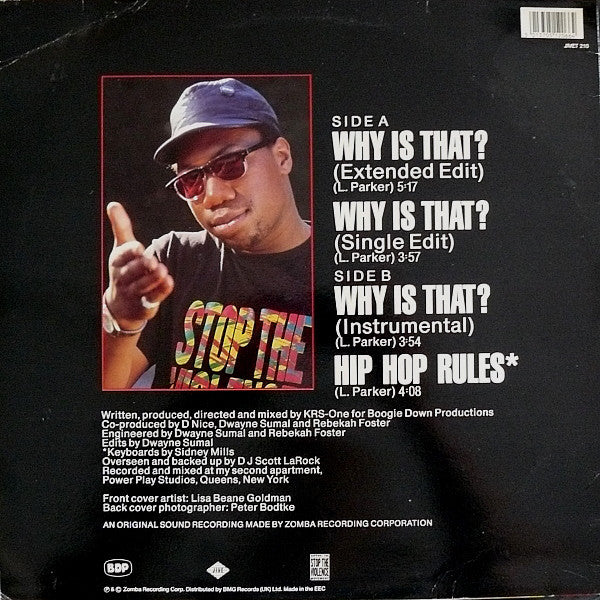 JIVET 210
SIDE A
WHY IS THAT?
(Extended Edit)
(L. Parker) 5:17
WHY IS THAT?
(Single Edit)
(L. Parker) 3:57
SIDE B
WHY IS THAT?
(Instrumental)
(L. Parker) 3:54
HIP HOP RULES*
(L. Parker) 4:08
STOP THE
VIOLENCE
Written, produced, directed and mixed by KRS-One for Boogie Down Productions
Co-produced by D Nice, Dwayne Sumal and Rebekah Foster
Engineered by Dwayne Sumal and Rebekah Foster
Edits by Dwayne Sumal
*Keyboards by Sidney Mills
Overseen and backed up by D J Scott LaRock
Recorded and mixed at my second apartment,
Power Play Studios, Queens, New York
Front cover artist: Lisa Beane Goldman
Back cover photographer: Peter Bodtke
AN ORIGINAL SOUND RECORDING MADE BY ZOMBA RECORDING CORPORATION
BDP
JIVE
STOP THE
VIOLENCE
℗ & © Zomba Recording Corp. Distributed by BMG Records (UK) Ltd. Made in the EEC